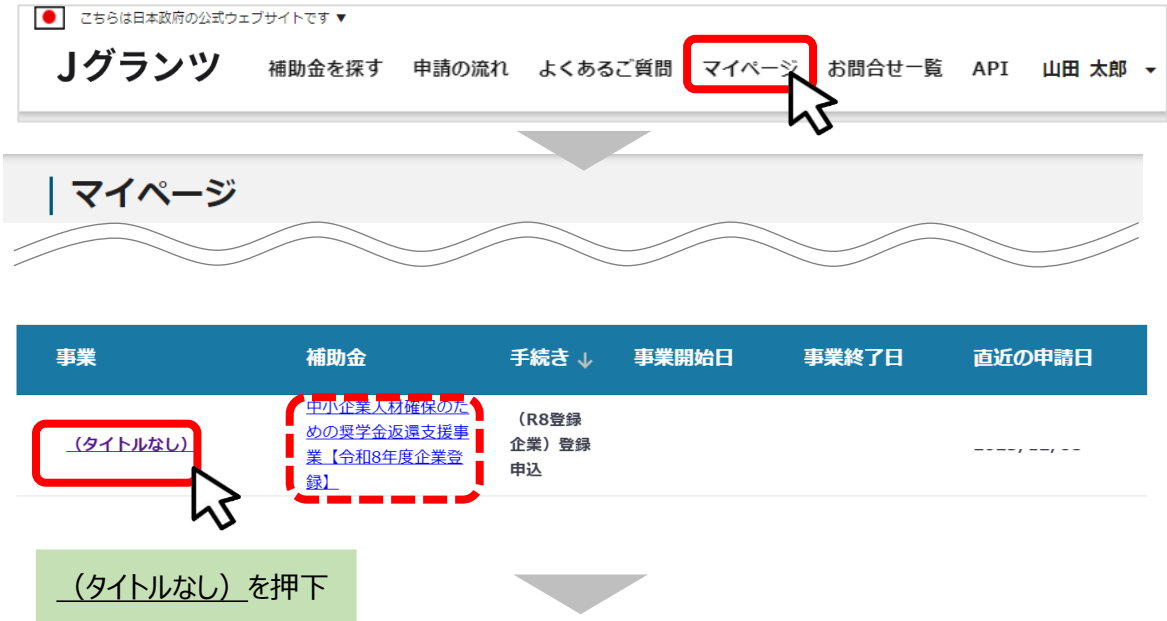 こちらは日本政府の公式ウェブサイトです ▼
Jグランツ 補助金を探す 申請の流れ よくあるご質問 マイページ お問合せ一覧 API 山田 太郎
マイページ
事業 補助金 手続き↓ 事業開始日 事業終了日 直近の申請日
（タイトルなし）
中小企業人材確保のた
めの奨学金返還支援事
業【令和8年度企業登
録】
（R8登録
企業）登録
申込
（タイトルなし）を押下